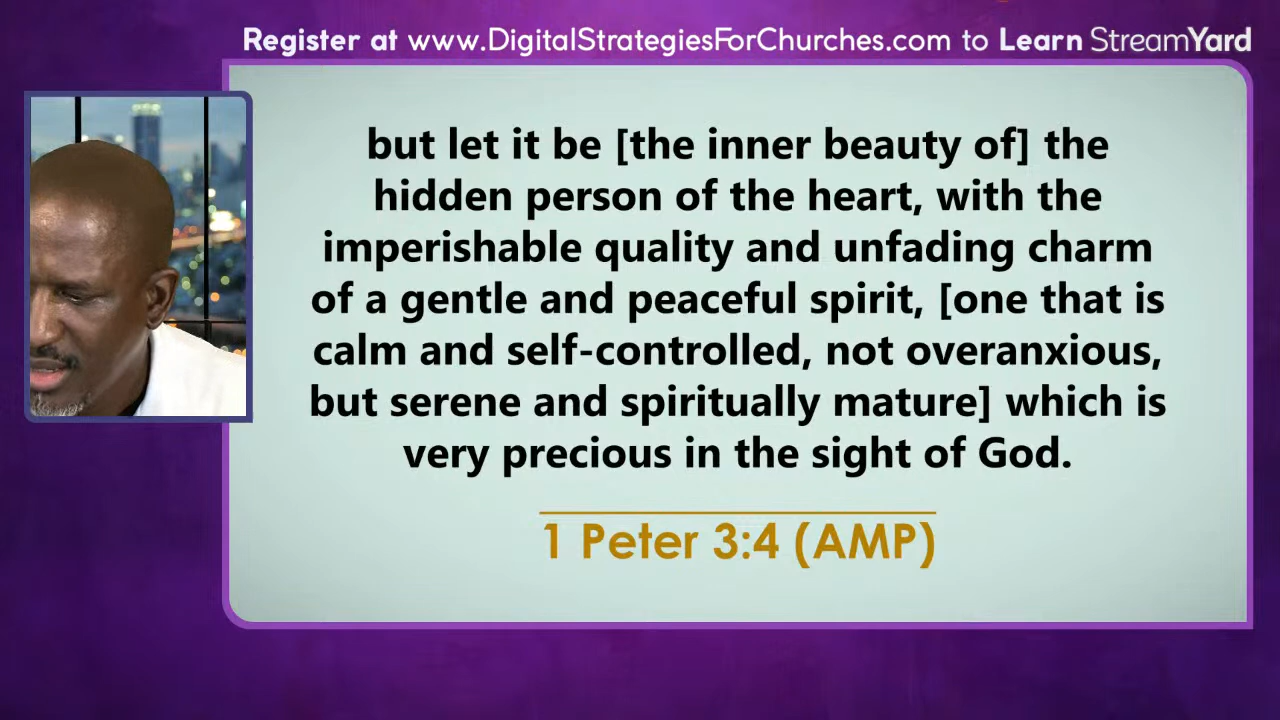 Register at www.DigitalStrategiesForChurches.com to Learn StreamYard
but let it be [the inner beauty of] the
hidden person of the heart, with the
imperishable quality and unfading charm
of a gentle and peaceful spirit, [one that is
calm and self-controlled, not overanxious,
but serene and spiritually mature] which is
very precious in the sight of God.
1 Peter 3:4 (AMP)